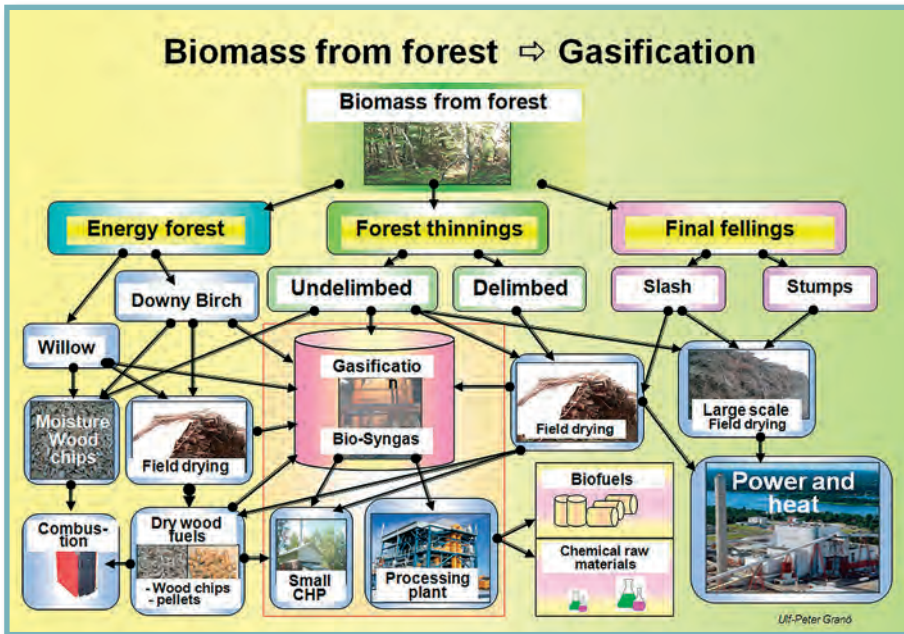 Biomass from forest ⇨ Gasification
Biomass from forest
Energy forest
Forest thinnings
Final fellings
Downy Birch
Undelimbed
Delimbed
Slash
Stumps
Willow
Gasificatio
Bio-Syngas
Moisture
Wood
chips
Field drying
Field drying
Large scale
Field drying
Combus-
tion
Dry wood
fuels
- Wood chips
- pellets
Small
CHP
Processing
plant
Biofuels
Chemical raw
materials
Power and
heat
Ulf-Peter Granö